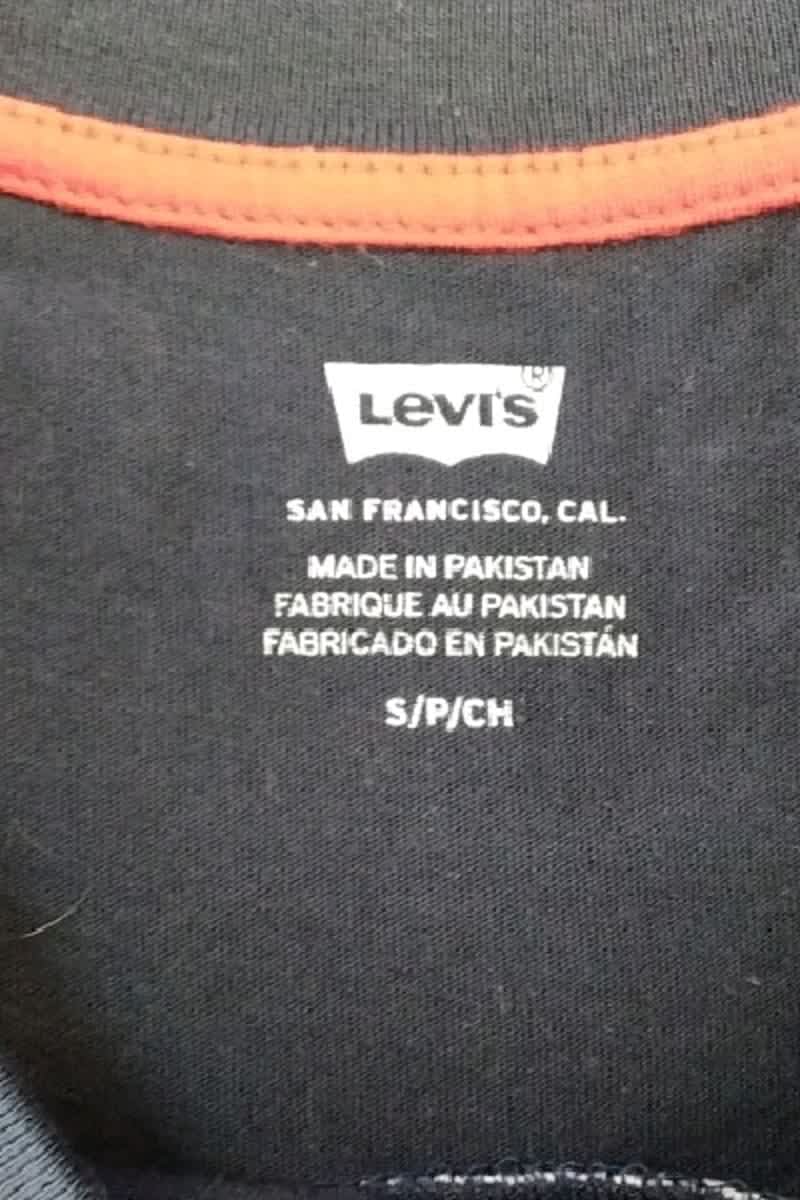 Levi's®
SAN FRANCISCO, CAL.
MADE IN PAKISTAN
FABRIQUE AU PAKISTAN
FABRICADO EN PAKISTÁN
S/P/CH